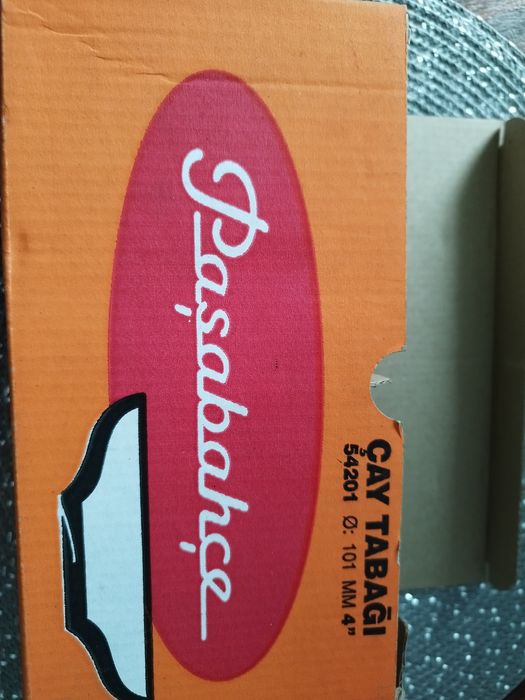 ÇAY TABAĞI
54201 Ø: 101 MM 4"
Paşabahçe